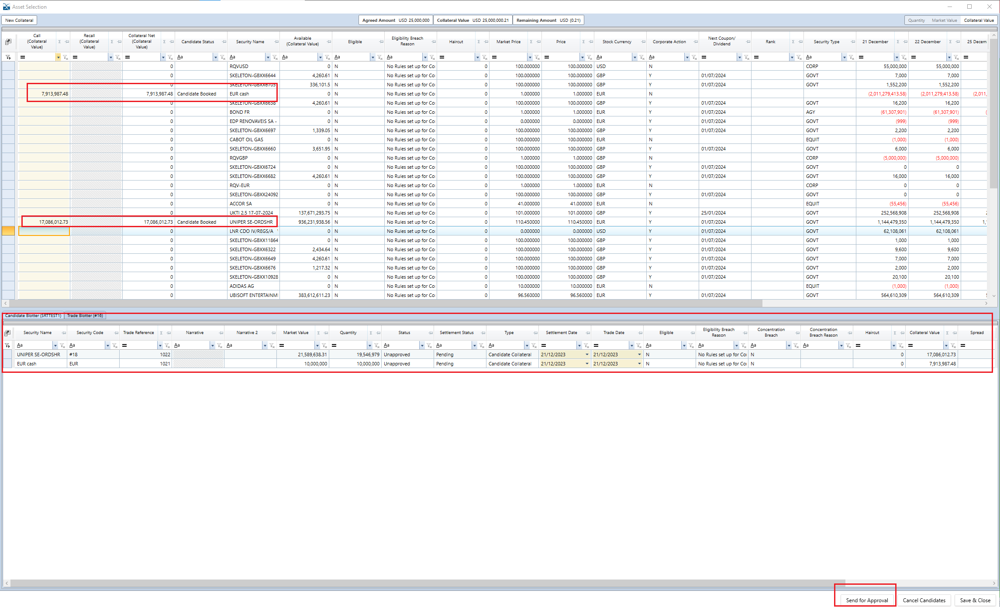 Asset Selection
New Collateral
Agreed Amount USD 25,000,000 Collateral Value USD 25,000,000.21 Remaining Amount USD (0.21)
Quantity Market Value Collateral Value
Call (Collateral Value) Recall (Collateral Value) Collateral Net (Collateral Value) Candidate Status Security Name Available (Collateral Value) Eligible Eligibility Breach Reason Haircut Market Price Price Stock Currency Corporate Action Next Coupon/ Dividend Rank Security Type 21 December 22 December 25 Decem
= = = Aa Aa Aa Aa Aa = = = Aa Aa = = Aa = = =
0 RQVUSD 0 N No Rules set up for Co 0 100.000000 100.000000 USD N CORP 55,000,000 55,000,000
0 SKELETON-GBXX6644 4,260.61 N No Rules set up for Co 0 100.000000 100.000000 GBP Y 01/07/2024 GOVT 7,000 7,000
0 SKELETON-GBXX6703 336,101.5 N No Rules set up for Co 0 100.000000 100.000000 GBP Y 01/07/2024 GOVT 1,552,200 1,552,200
7,913,987.48 7,913,987.48 Candidate Booked EUR cash 0 N No Rules set up for Co 0 1.000000 1.000000 EUR N (2,011,279,413.58) (2,011,279,413.58) (2,011,
0 SKELETON-GBXX6638 4,260.61 N No Rules set up for Co 0 100.000000 100.000000 GBP Y 01/07/2024 GOVT 16,200 16,200
0 BOND FR 0 N No Rules set up for Co 0 1.000000 1.000000 EUR Y 01/07/2024 AGY (61,307,901) (61,307,901) (
0 EDP RENOVAVEIS SA - 0 N No Rules set up for Co 0 0.000000 0.000000 EUR Y 01/07/2024 GOVT (999) (999)
0 SKELETON-GBXX6697 1,339.05 N No Rules set up for Co 0 100.000000 100.000000 GBP Y 01/07/2024 GOVT 2,200 2,200
0 CABOT OIL GAS 0 N No Rules set up for Co 0 100.000000 100.000000 EUR N EQUIT (1,000) (1,000)
0 SKELETON-GBXX6660 3,651.95 N No Rules set up for Co 0 100.000000 100.000000 GBP Y 01/07/2024 GOVT 6,000 6,000
0 RQVGBP 0 N No Rules set up for Co 0 1.000000 1.000000 GBP N CORP (5,000,000) (5,000,000)
0 SKELETON-GBXX6724 0 N No Rules set up for Co 0 100.000000 100.000000 GBP Y 01/07/2024 GOVT 0 0
0 SKELETON-GBXX6682 4,260.61 N No Rules set up for Co 0 100.000000 100.000000 GBP Y 01/07/2024 GOVT 16,000 16,000
0 RQV-EUR 0 N No Rules set up for Co 0 1.000000 1.000000 EUR N CORP 0 0
0 SKELETON-GBXX24092 0 N No Rules set up for Co 0 100.000000 100.000000 GBP Y 01/07/2024 GOVT 0 0
0 ACCOR SA 0 N No Rules set up for Co 0 41.000000 41.000000 EUR N EQUIT (55,456) (55,456)
0 UKTI 2.5 17-07-2024 137,671,293.75 N No Rules set up for Co 0 101.000000 101.000000 GBP Y 25/01/2024 GOVT 252,568,908 252,568,908 2
17,086,012.73 17,086,012.73 Candidate Booked UNIPER SE-ORDSHR 936,231,938.56 N No Rules set up for Co 0 110.450000 110.450000 EUR Y 01/07/2024 GOVT 1,144,479,350 1,144,479,350 1,
0 LNR CDO IV/REGS/A 0 N No Rules set up for Co 0 0.000000 0.000000 USD Y 01/07/2024 GOVT 62,108,061 62,108,061
0 SKELETON-GBXX11864 0 N No Rules set up for Co 0 100.000000 100.000000 GBP Y 01/07/2024 GOVT 1,000 1,000
0 SKELETON-GBXX6322 2,434.64 N No Rules set up for Co 0 100.000000 100.000000 GBP Y 01/07/2024 GOVT 9,600 9,600
0 SKELETON-GBXX6649 4,260.61 N No Rules set up for Co 0 100.000000 100.000000 GBP Y 01/07/2024 GOVT 7,000 7,000
0 SKELETON-GBXX6676 1,217.32 N No Rules set up for Co 0 100.000000 100.000000 GBP Y 01/07/2024 GOVT 2,000 2,000
0 SKELETON-GBXX10928 0 N No Rules set up for Co 0 100.000000 100.000000 GBP Y 01/07/2024 GOVT 20,100 20,100
0 ADIDAS AG 0 N No Rules set up for Co 0 10.000000 10.000000 EUR N EQUIT (1,000) (1,000)
0 UBISOFT ENTERTAINM 383,612,611.23 N No Rules set up for Co 0 96.560000 96.560000 EUR Y 01/07/2024 GOVT 564,610,309 564,610,309
Candidate Blotter (SRTTEST1) Trade Blotter (#16)
Security Name Security Code Trade Reference Narrative Narrative 2 Market Value Quantity Status Settlement Status Type Settlement Date Trade Date Eligible Eligibility Breach Reason Concentration Breach Concentration Breach Reason Haircut Collateral Value Spread
Aa Aa = Aa Aa = = Aa Aa Aa = = Aa Aa Aa Aa = = =
UNIPER SE-ORDSHR #18 1022 21,589,638.31 19,546,979 Unapproved Pending Candidate Collateral 21/12/2023 21/12/2023 N No Rules set up for Co N 0 17,086,012.73
EUR cash EUR 1021 10,000,000 10,000,000 Unapproved Pending Candidate Collateral 21/12/2023 21/12/2023 N No Rules set up for Co N 0 7,913,987.48
Send for Approval Cancel Candidates Save & Close